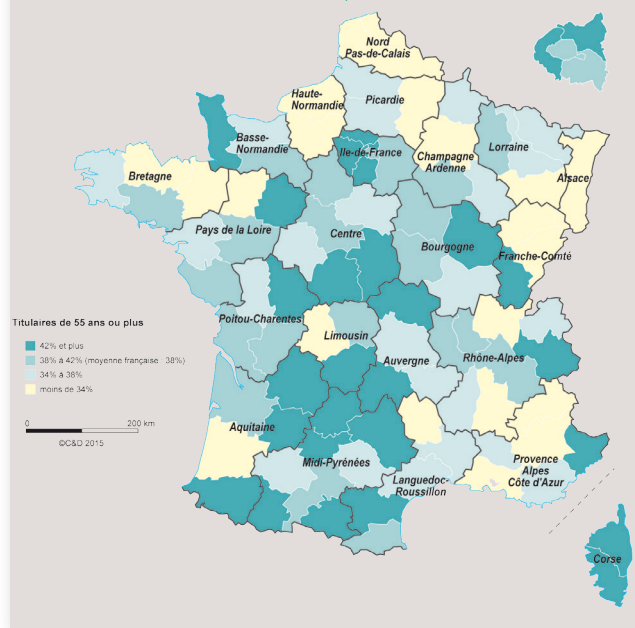 Nord
Pas-de-Calais
Haute-
Normandie
Picardie
Basse-
Normandie
Ile-de-France
Champagne
Ardenne
Lorraine
Alsace
Bretagne
Pays de la Loire
Centre
Bourgogne
Franche-Comté
Titulaires de 55 ans ou plus
42% et plus
38% à 42% (moyenne française : 38%)
34% à 38%
moins de 34%
0 200 km
©C&D 2015
Poitou-Charentes
Limousin
Auvergne
Rhône-Alpes
Aquitaine
Midi-Pyrénées
Languedoc-
Roussillon
Provence
Alpes
Côte d'Azur
Corse